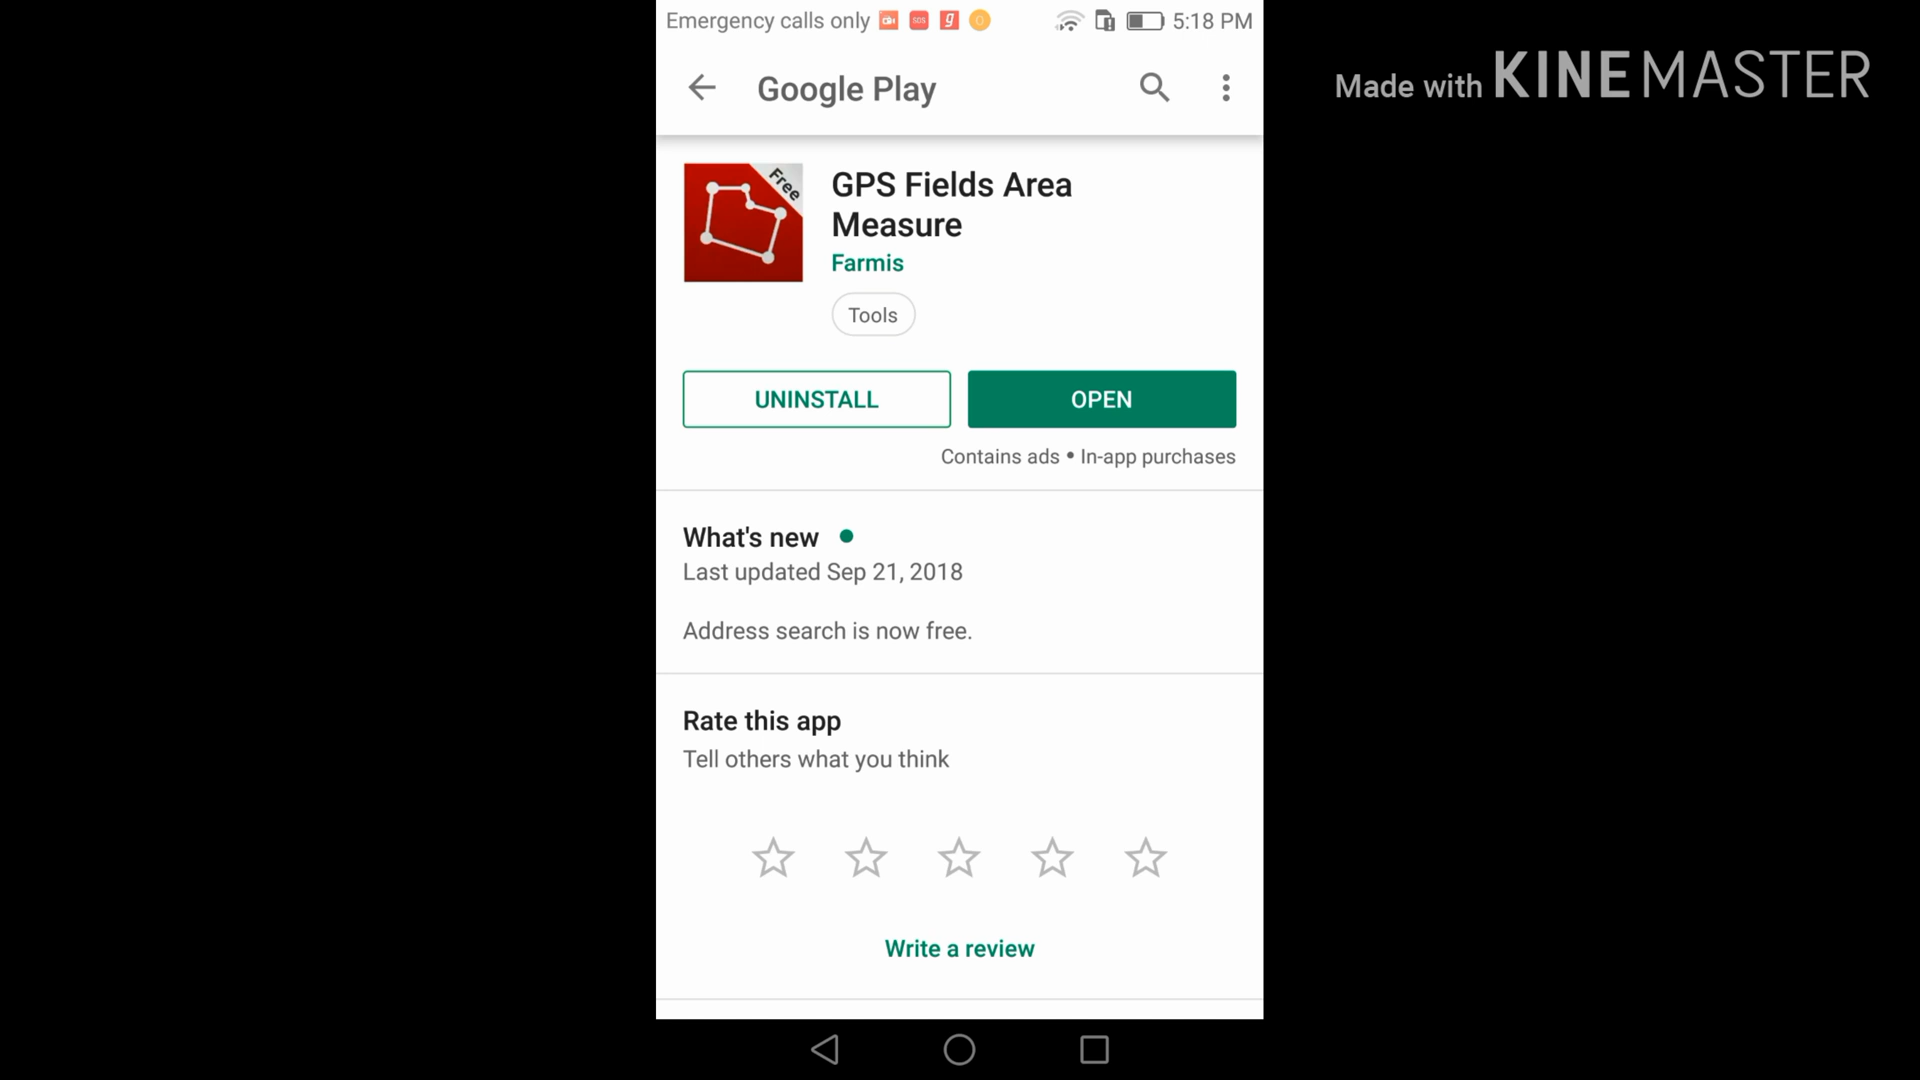 Emergency calls only
5:18 PM
Made with KINEMASTER
Google Play
Free
GPS Fields Area
Measure
Farmis
Tools
UNINSTALL
OPEN
Contains ads • In-app purchases
What's new
Last updated Sep 21, 2018
Address search is now free.
Rate this app
Tell others what you think
Write a review